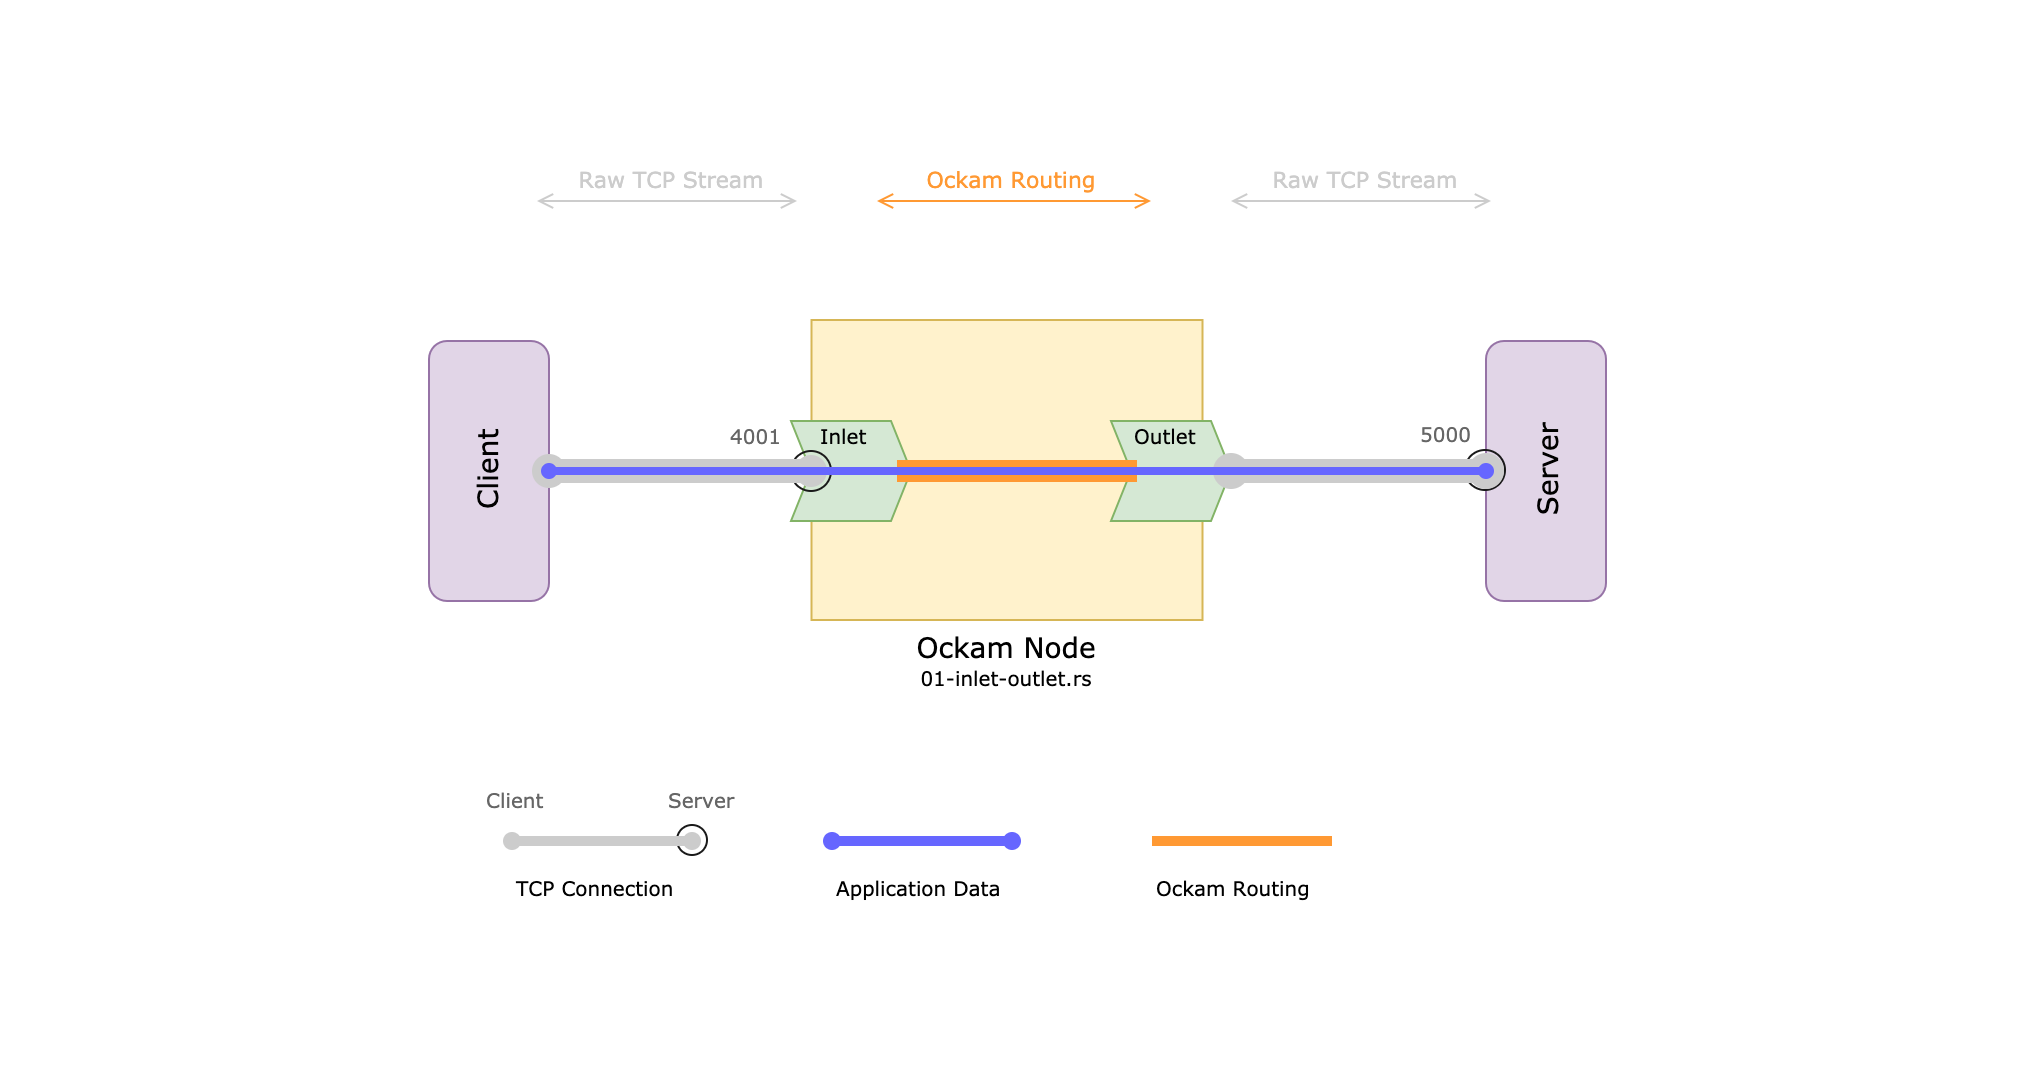 Raw TCP Stream
Ockam Routing
Raw TCP Stream
Client
4001
Inlet
Outlet
5000
Server
Ockam Node
01-inlet-outlet.rs
Client
Server
TCP Connection
Application Data
Ockam Routing